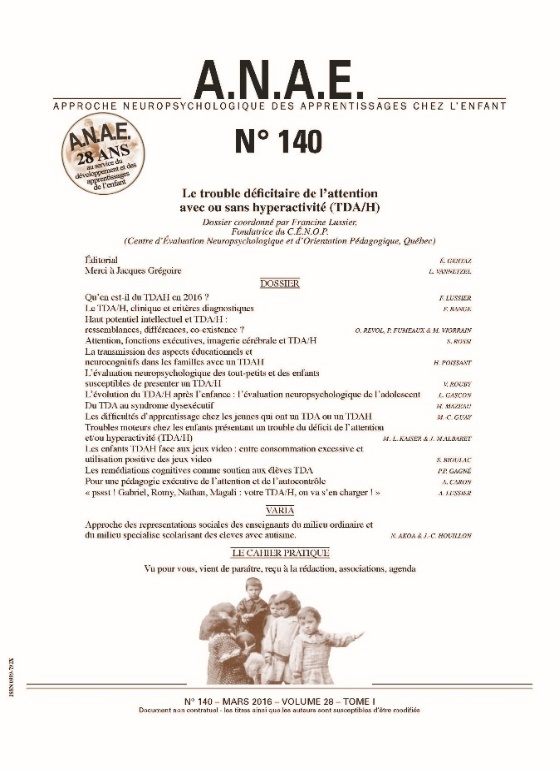 A.N.A.E.
APPROCHE NEUROPSYCHOLOGIQUE DES APPRENTISSAGES CHEZ L'ENFANT
A.N.A.E.
28 ANS
au service du
développement et des
apprentissages
de l'enfant
N° 140
Le trouble déficitaire de l'attention
avec ou sans hyperactivité (TDA/H)
Dossier coordonné par Francine Lussier,
Fondatrice du C.É.N.O.P.
(Centre d'Évaluation Neuropsychologique et d'Orientation Pédagogique, Québec)
Éditorial É. GENTAZ
Merci à Jacques Grégoire L. VANNETZEL
DOSSIER
Qu'en est-il du TDAH en 2016 ? F. LUSSIER
Le TDA/H, clinique et critères diagnostiques F. BANGE
Haut potentiel intellectuel et TDA/H :
ressemblances, différences, co-existence ? O. REVOL, P. FUMEAUX & M.
Attention, fonctions exécutives, imagerie cérébrale et TDA/H S. ROSSI
La transmission des aspects éducationnels et
neurocognitifs dans les familles avec un TDAH H. POISSANT
L'évaluation neuropsychologique des tout-petits et des enfants
susceptibles de presenter un TDA/H V. ROUBY
L'évolution du TDA/H après l'enfance : l'évaluation neuropsychologique de l'adolescent L. GASCON
Du TDA au syndrome dysexécutif M. MAZEAU
Les difficultés d'apprentissage chez les jeunes qui ont un TDA ou un TDAH M.-C. GUAY
Troubles moteurs chez les enfants présentant un trouble du déficit de l'attention
et/ou hyperactivité (TDA/H) M. L. KAISER & J. M. ALBARET
Les enfants TDAH face aux jeux video : entre consommation excessive et
utilisation positive des jeux video S. BIOULAC
Les remédiations cognitives comme soutien aux élèves TDA P.P. GAGNÉ
Pour une pédagogie exécutive de l'attention et de l'autocontrôle A. CARON
« pssst ! Gabriel, Romy, Nathan, Magali : votre TDA/H, on va s'en charger ! » A. LUSSIER
VARIA
Approche des representations sociales des enseignants du milieu ordinaire et
du milieu specialise scolarisant des eleves avec autisme. N. AKOA & J.-C. HOUILLON
LE CAHIER PRATIQUE
Vu pour vous, vient de paraître, reçu à la rédaction, associations, agenda
N° 140 – MARS 2016 – VOLUME 28 – TOME I
Document non contractuel - les titres ainsi que les auteurs sont susceptibles d'être modifiés